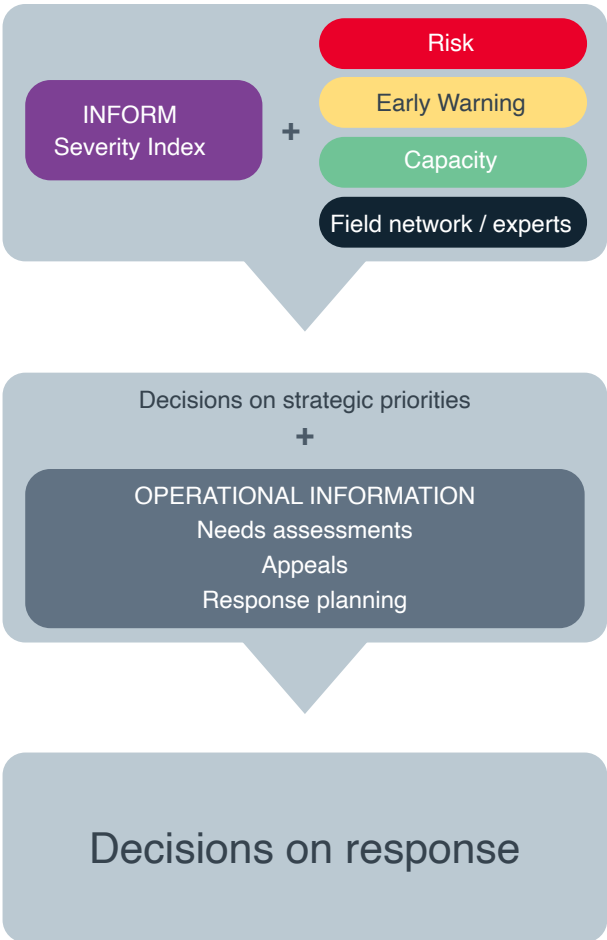 INFORM
Severity Index
+
Risk
Early Warning
Capacity
Field network / experts
Decisions on strategic priorities
+
OPERATIONAL INFORMATION
Needs assessments
Appeals
Response planning
Decisions on response